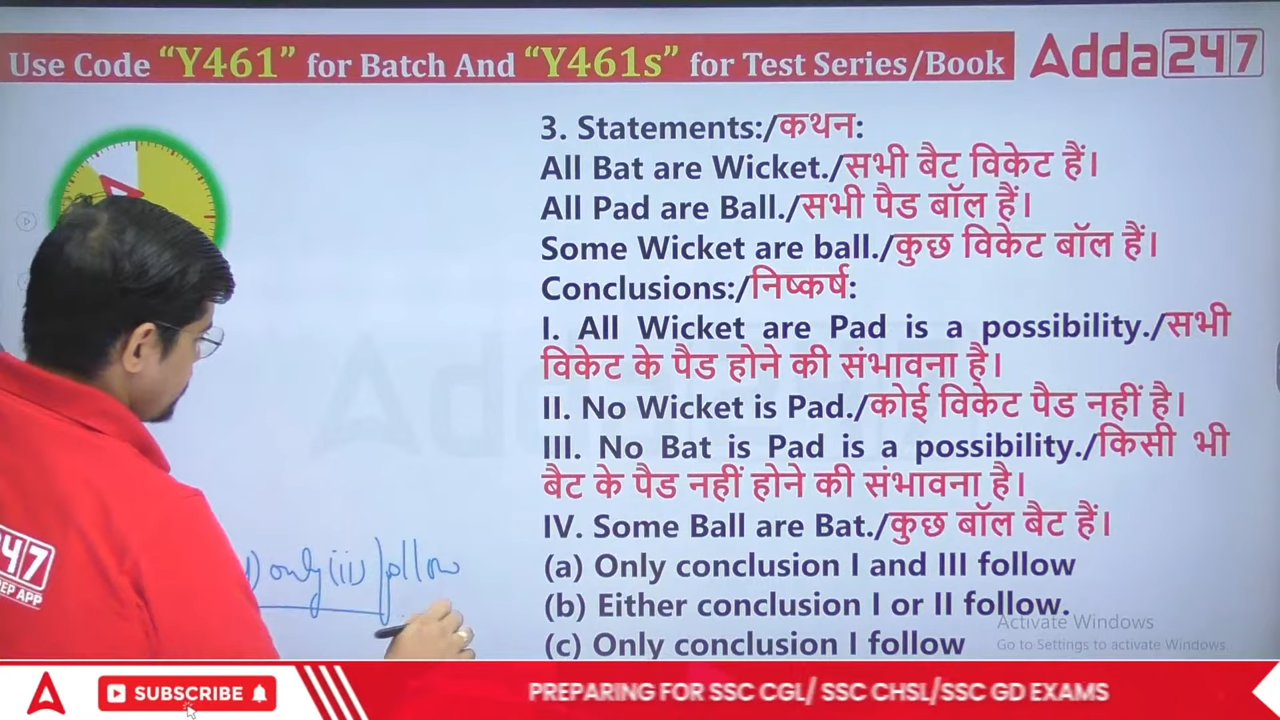 Use Code “Y461” for Batch And “Y461s” for Test Series/Book
Adda247
3. Statements:/कथन:
All Bat are Wicket./सभी बैट विकेट हैं।
All Pad are Ball./सभी पैड बॉल हैं।
Some Wicket are ball./कुछ विकेट बॉल हैं।
Conclusions:/निष्कर्ष:
I. All Wicket are Pad is a possibility./सभी
विकेट के पैड होने की संभावना है।
II. No Wicket is Pad./कोई विकेट पैड नहीं है।
III. No Bat is Pad is a possibility./किसी भी
बैट के पैड नहीं होने की संभावना है।
IV. Some Ball are Bat./कुछ बॉल बैट हैं।
(a) Only conclusion I and III follow
(b) Either conclusion I or II follow.
(c) Only conclusion I follow
only (ii) follow
247
PREP APP
Activate Windows
Go to Settings to activate Windows.
SUBSCRIBE
PREPARING FOR SSC CGL/ SSC CHSL/SSC GD EXAMS